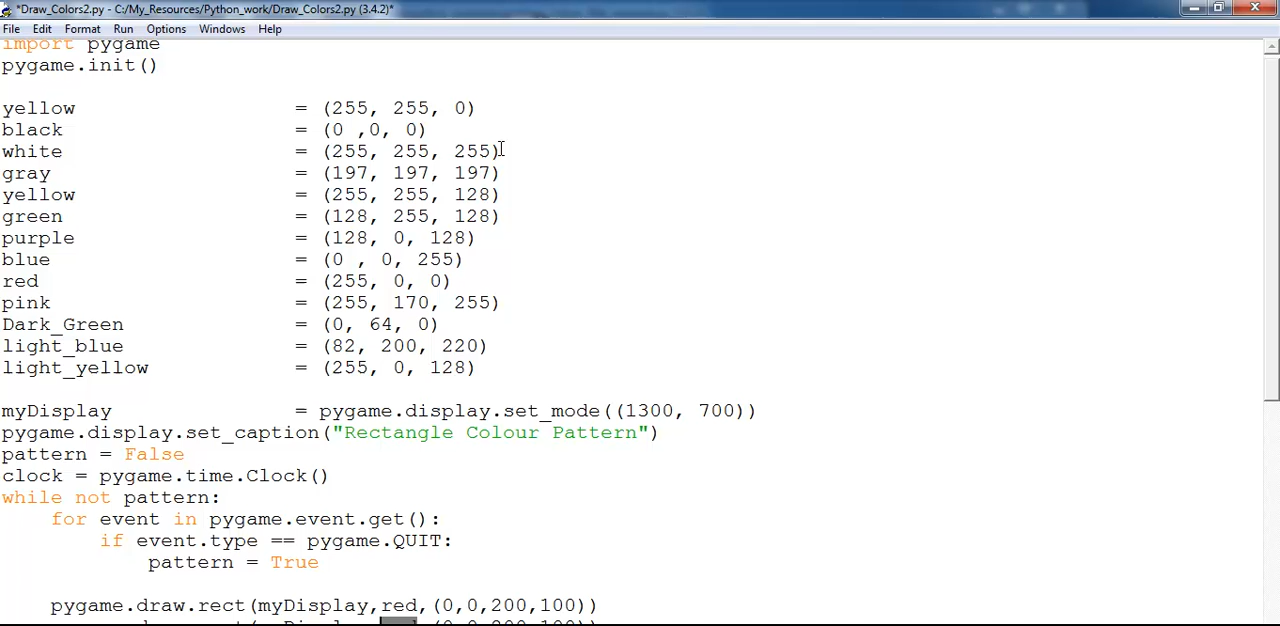 *Draw_Colors2.py - C:/My_Resources/Python_work/Draw_Colors2.py (3.4.2)*
File Edit Format Run Options Windows Help
import pygame
pygame.init()
yellow = (255, 255, 0)
black = (0 ,0, 0)
white = (255, 255, 255)
gray = (197, 197, 197)
yellow = (255, 255, 128)
green = (128, 255, 128)
purple = (128, 0, 128)
blue = (0 , 0, 255)
red = (255, 0, 0)
pink = (255, 170, 255)
Dark_Green = (0, 64, 0)
light_blue = (82, 200, 220)
light_yellow = (255, 0, 128)
myDisplay = pygame.display.set_mode((1300, 700))
pygame.display.set_caption("Rectangle Colour Pattern")
pattern = False
clock = pygame.time.Clock()
while not pattern:
for event in pygame.event.get():
if event.type == pygame.QUIT:
pattern = True
pygame.draw.rect(myDisplay,red,(0,0,200,100))